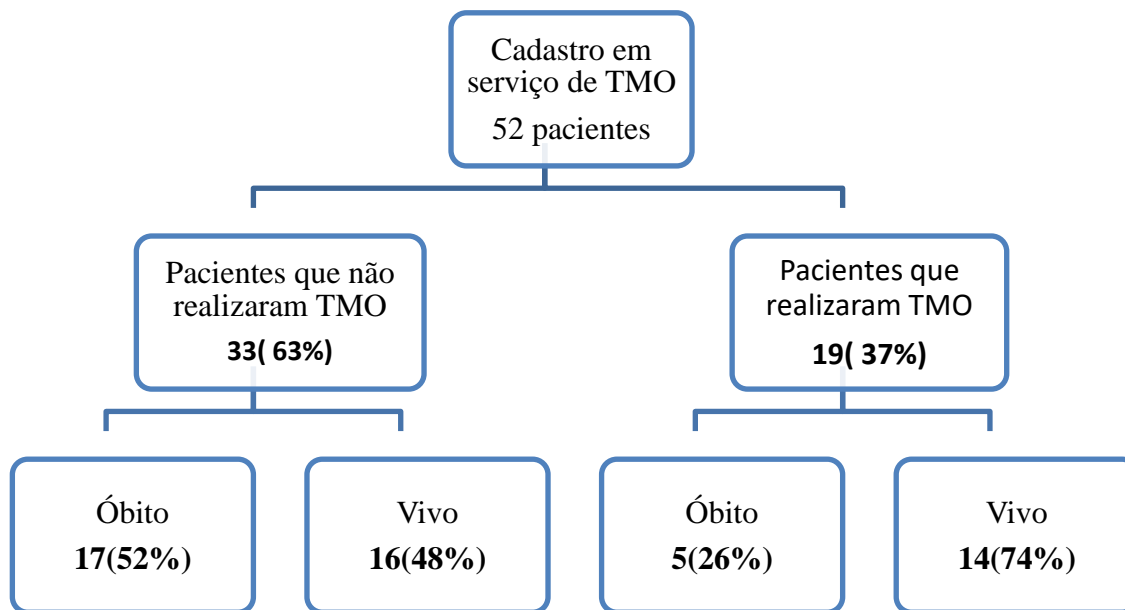 Cadastro em
serviço de TMO
52 pacientes
Pacientes que não
realizaram TMO
33( 63%)
Pacientes que
realizaram TMO
19( 37%)
Óbito
17(52%)
Vivo
16(48%)
Óbito
5(26%)
Vivo
14(74%)